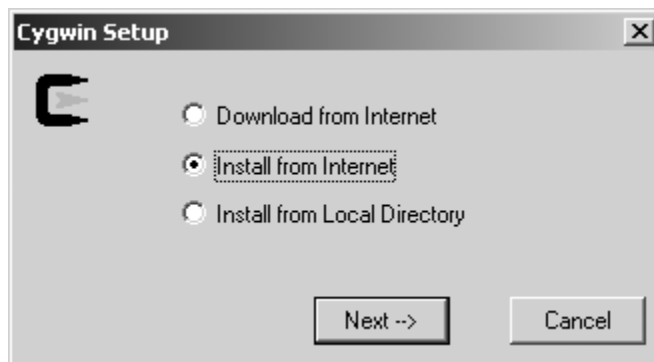 Cygwin Setup
Download from Internet
Install from Internet
Install from Local Directory
Next -->
Cancel